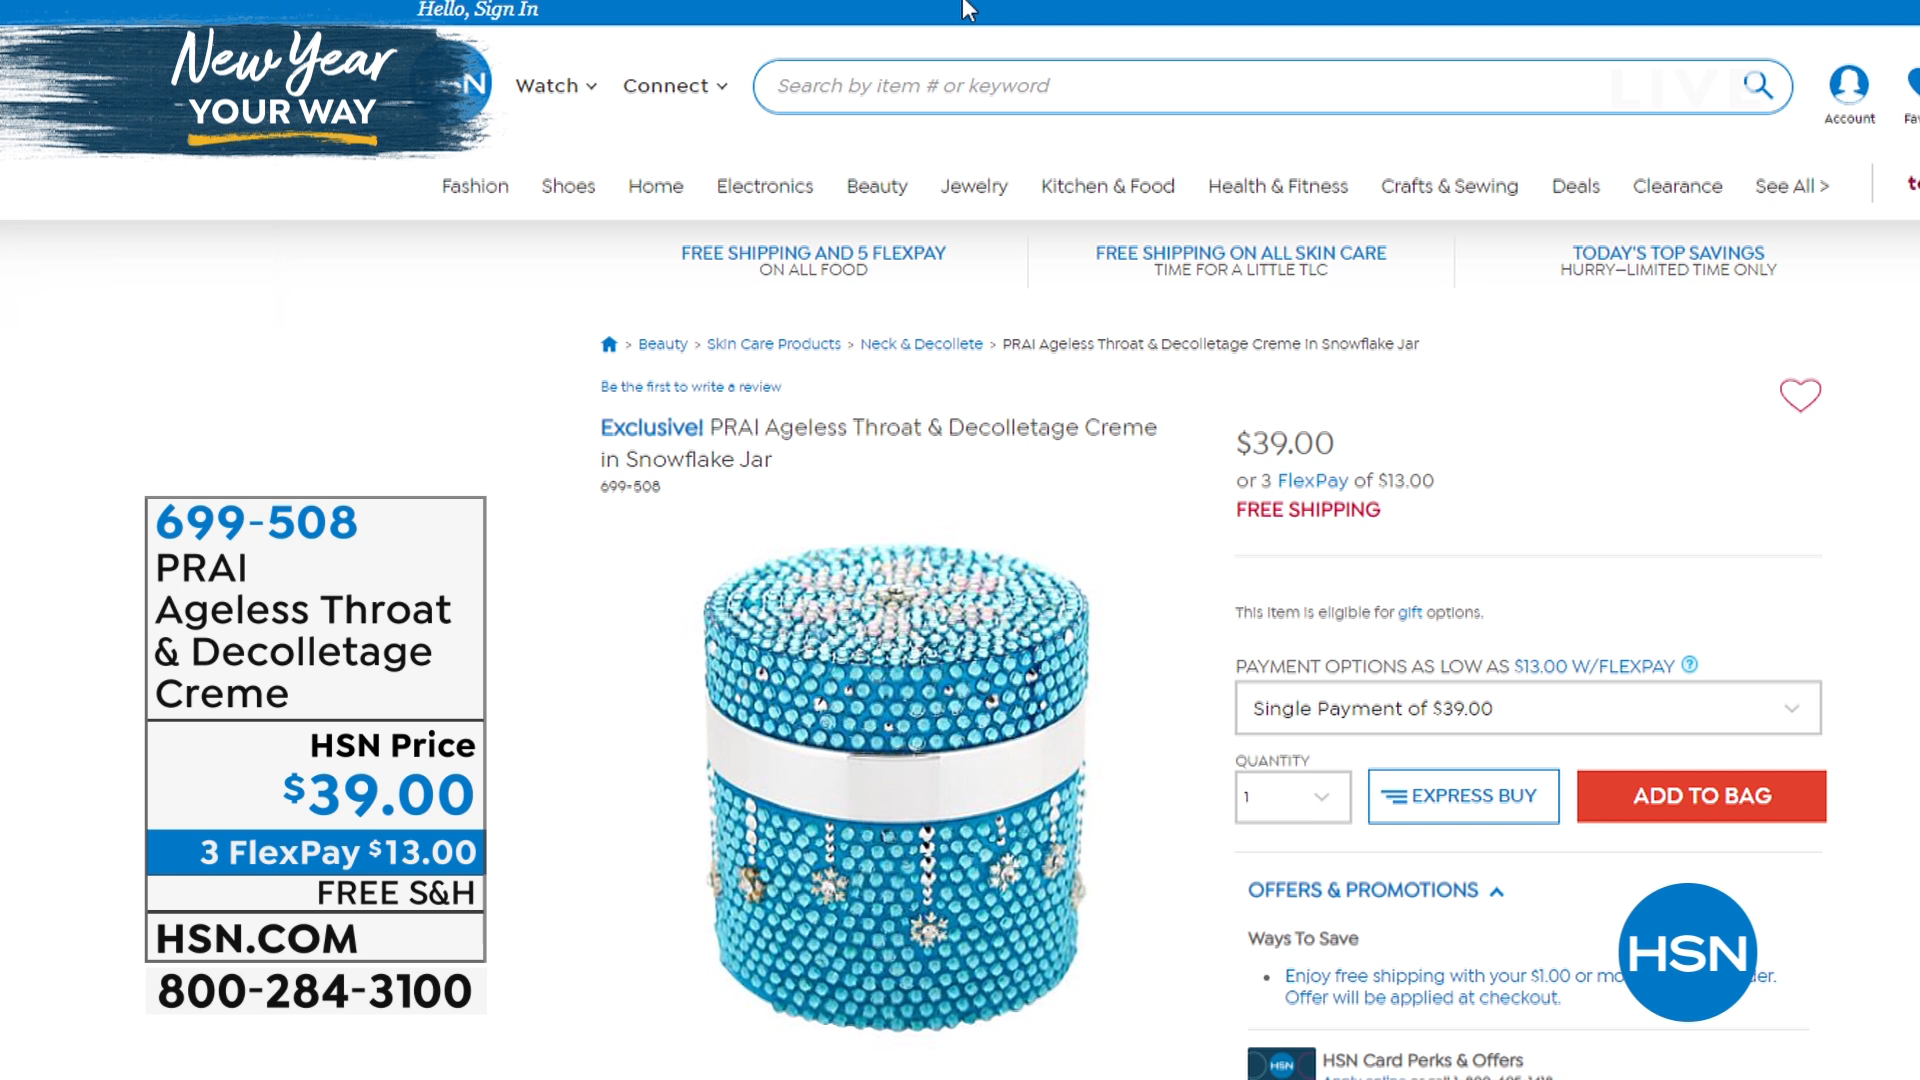 Hello, Sign In
New Year
YOUR WAY
Watch
Connect
Search by item # or keyword
LIVE
Account
Fashion
Shoes
Home
Electronics
Beauty
Jewelry
Kitchen & Food
Health & Fitness
Crafts & Sewing
Deals
Clearance
See All >
FREE SHIPPING AND 5 FLEXPAY
ON ALL FOOD
FREE SHIPPING ON ALL SKIN CARE
TIME FOR A LITTLE TLC
TODAY'S TOP SAVINGS
HURRY—LIMITED TIME ONLY
> Beauty > Skin Care Products > Neck & Decollete > PRAI Ageless Throat & Decolletage Creme in Snowflake Jar
Be the first to write a review
Exclusive! PRAI Ageless Throat & Decolletage Creme
in Snowflake Jar
699-508
$39.00
or 3 FlexPay of $13.00
FREE SHIPPING
This item is eligible for gift options.
PAYMENT OPTIONS AS LOW AS $13.00 W/FLEXPAY ?
Single Payment of $39.00
QUANTITY
1
EXPRESS BUY
ADD TO BAG
OFFERS & PROMOTIONS
Ways To Save
• Enjoy free shipping with your $1.00 or
Offer will be applied at checkout.
HSN
HSN
HSN Card Perks & Offers
699-508
PRAI
Ageless Throat
& Decolletage
Creme
HSN Price
$39.00
3 FlexPay $13.00
FREE S&H
HSN.COM
800-284-3100